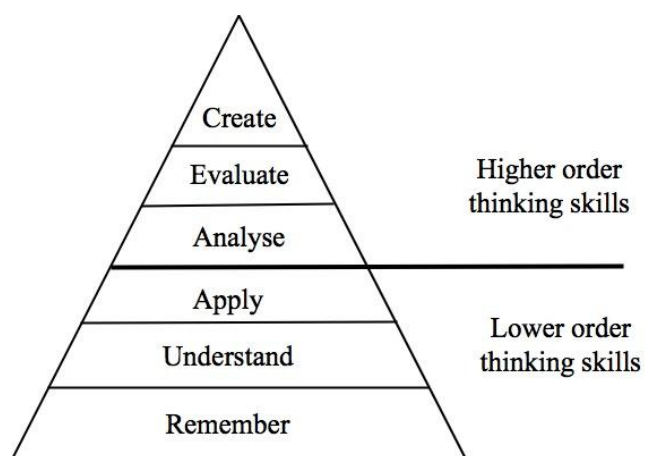 Create
Evaluate
Analyse
Apply
Understand
Remember
Higher order
thinking skills
Lower order
thinking skills